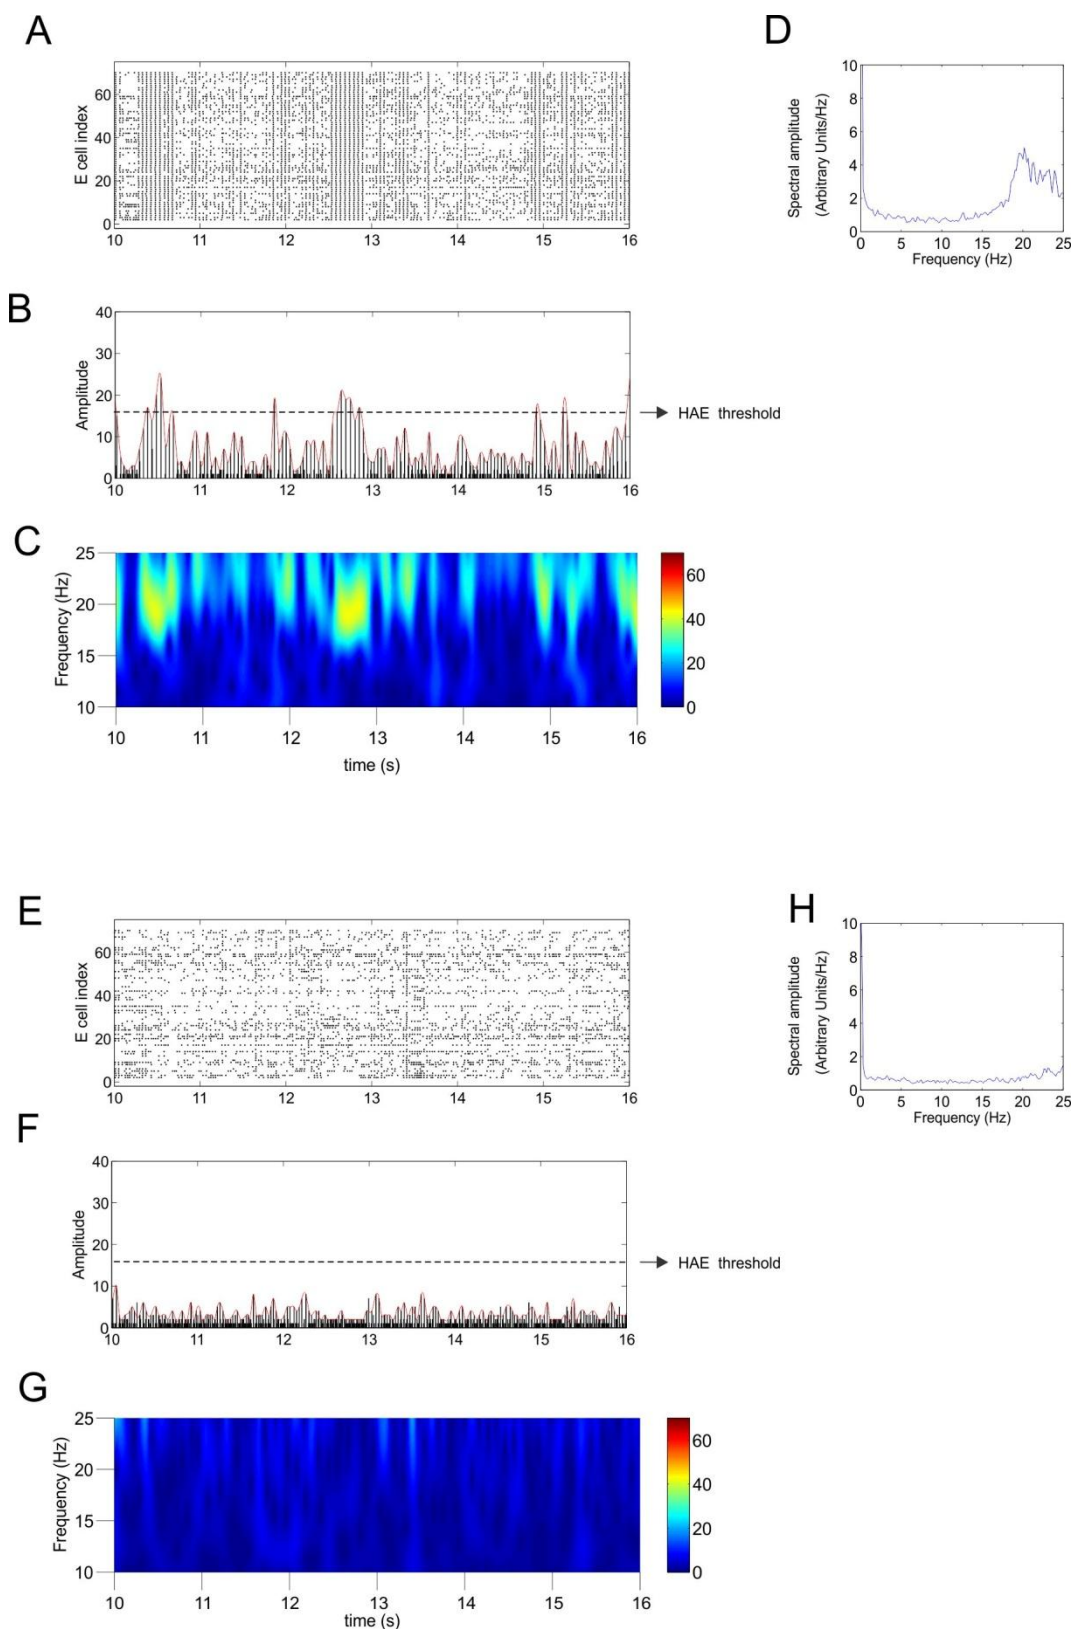 A
E cell index
60
40
20
0
10 11 12 13 14 15 16
D
Spectral amplitude
(Arbitrary Units/Hz)
10
8
6
4
2
0
0 5 10 15 20 25
Frequency (Hz)
B
Amplitude
40
30
20
10
0
10 11 12 13 14 15 16
HAE threshold
C
Frequency (Hz)
25
20
15
10
10 11 12 13 14 15 16
time (s)
60
40
20
0
E
E cell index
60
40
20
0
10 11 12 13 14 15 16
H
Spectral amplitude
(Arbitrary Units/Hz)
10
8
6
4
2
0
0 5 10 15 20 25
Frequency (Hz)
F
Amplitude
40
30
20
10
0
10 11 12 13 14 15 16
HAE threshold
G
Frequency (Hz)
25
20
15
10
10 11 12 13 14 15 16
time (s)
60
40
20
0